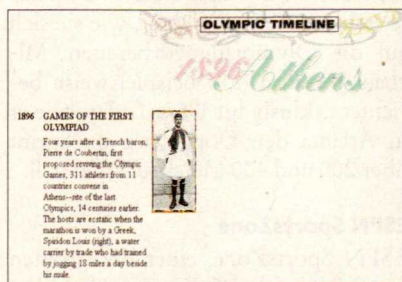 OLYMPIC TIMELINE
1896 Athens
1896 GAMES OF THE FIRST
OLYMPIAD
Four years after a French baron,
Pierre de Coubertin, first
proposed reviving the Olympic
Games, 311 athletes from 11
countries convene in
Athens--site of the last
Olympics, 14 centuries earlier.
The hosts are ecstatic when the
marathon is won by a Greek,
Spiridon Louis (right), a water
carrier by trade who had trained
by jogging 18 miles a day beside
his mule.